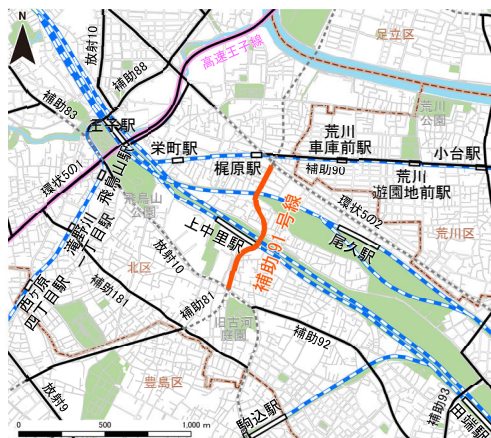 N
放射10
補助88
高速王子線
足立区
補助83
王子駅
荒川
公園
環状5の1
栄町駅
荒川
車庫前駅
小台駅
飛鳥山駅
梶原駅
補助90
荒川
遊園地前駅
飛鳥山
公園
環状5の2
荒川区
滝野川
一丁目駅
上中里駅
補助91号線
尾久駅
放射10
北区
西ケ原
四丁目駅
補助181
補助81
旧古河
庭園
補助92
豊島区
放射9
補助93
駒込駅
田端駅
0
500
1,000 m